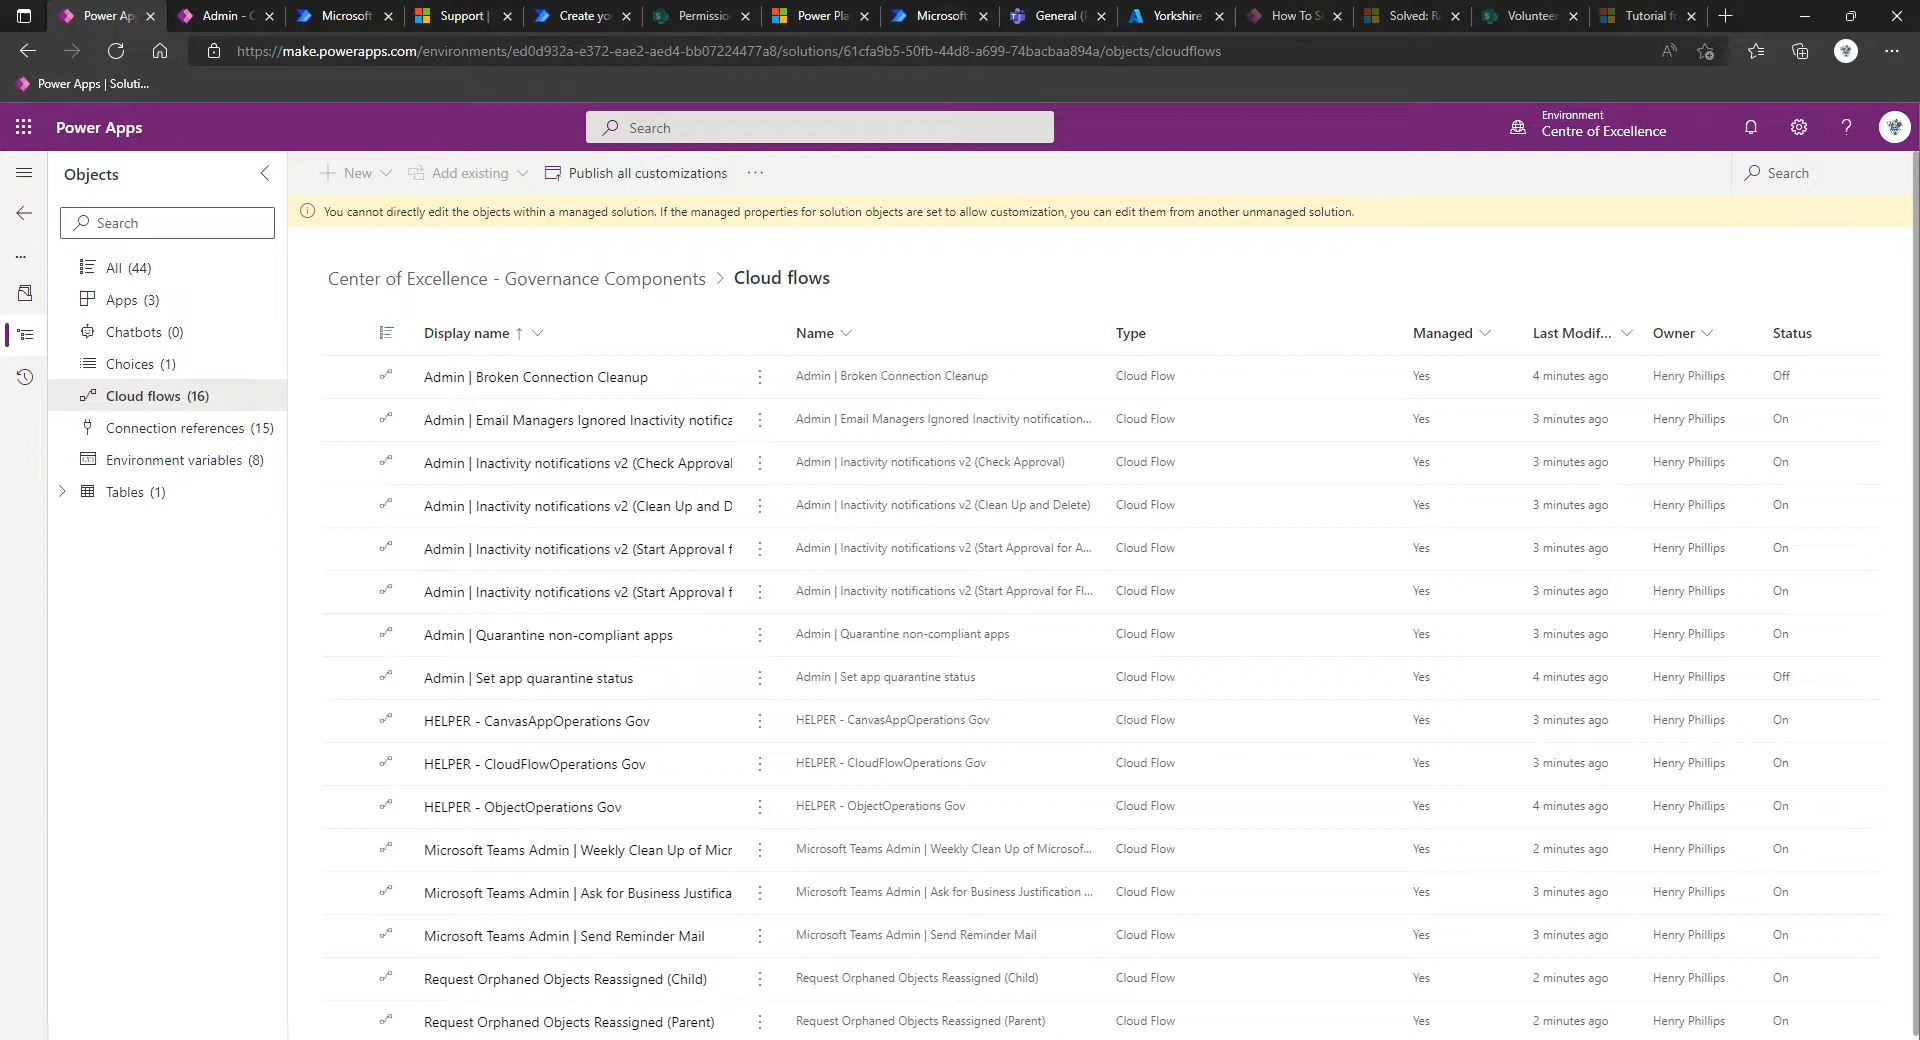 Power Ap
Admin - C
Microsoft
Support |
Create yo
Permissio
Power Pla
Microsoft
General (
Yorkshire
How To S
Solved: R
Volunteer
Tutorial fo
https://make.powerapps.com/environments/ed0d932a-e372-eae2-aed4-bb07224477a8/solutions/61cfa9b5-50fb-44d8-a699-74bacbaa894a/objects/cloudflows
Power Apps | Soluti...
Power Apps
Search
Environment
Centre of Excellence
Objects
Search
All (44)
Apps (3)
Chatbots (0)
Choices (1)
Cloud flows (16)
Connection references (15)
Environment variables (8)
Tables (1)
New
Add existing
Publish all customizations
Search
You cannot directly edit the objects within a managed solution. If the managed properties for solution objects are set to allow customization, you can edit them from another unmanaged solution.
Center of Excellence - Governance Components > Cloud flows
Display name ↑ Name Type Managed Last Modif... Owner Status
Admin | Broken Connection Cleanup Admin | Broken Connection Cleanup Cloud Flow Yes 4 minutes ago Henry Phillips Off
Admin | Email Managers Ignored Inactivity notifica Admin | Email Managers Ignored Inactivity notification... Cloud Flow Yes 3 minutes ago Henry Phillips On
Admin | Inactivity notifications v2 (Check Approval Admin | Inactivity notifications v2 (Check Approval) Cloud Flow Yes 3 minutes ago Henry Phillips On
Admin | Inactivity notifications v2 (Clean Up and D Admin | Inactivity notifications v2 (Clean Up and Delete) Cloud Flow Yes 3 minutes ago Henry Phillips On
Admin | Inactivity notifications v2 (Start Approval f Admin | Inactivity notifications v2 (Start Approval for A... Cloud Flow Yes 3 minutes ago Henry Phillips On
Admin | Inactivity notifications v2 (Start Approval f Admin | Inactivity notifications v2 (Start Approval for Fl... Cloud Flow Yes 3 minutes ago Henry Phillips On
Admin | Quarantine non-compliant apps Admin | Quarantine non-compliant apps Cloud Flow Yes 3 minutes ago Henry Phillips On
Admin | Set app quarantine status Admin | Set app quarantine status Cloud Flow Yes 4 minutes ago Henry Phillips Off
HELPER - CanvasAppOperations Gov HELPER - CanvasAppOperations Gov Cloud Flow Yes 3 minutes ago Henry Phillips On
HELPER - CloudFlowOperations Gov HELPER - CloudFlowOperations Gov Cloud Flow Yes 3 minutes ago Henry Phillips On
HELPER - ObjectOperations Gov HELPER - ObjectOperations Gov Cloud Flow Yes 4 minutes ago Henry Phillips On
Microsoft Teams Admin | Weekly Clean Up of Micr Microsoft Teams Admin | Weekly Clean Up of Microsof... Cloud Flow Yes 2 minutes ago Henry Phillips On
Microsoft Teams Admin | Ask for Business Justifica Microsoft Teams Admin | Ask for Business Justification ... Cloud Flow Yes 3 minutes ago Henry Phillips On
Microsoft Teams Admin | Send Reminder Mail Microsoft Teams Admin | Send Reminder Mail Cloud Flow Yes 3 minutes ago Henry Phillips On
Request Orphaned Objects Reassigned (Child) Request Orphaned Objects Reassigned (Child) Cloud Flow Yes 2 minutes ago Henry Phillips On
Request Orphaned Objects Reassigned (Parent) Request Orphaned Objects Reassigned (Parent) Cloud Flow Yes 2 minutes ago Henry Phillips On